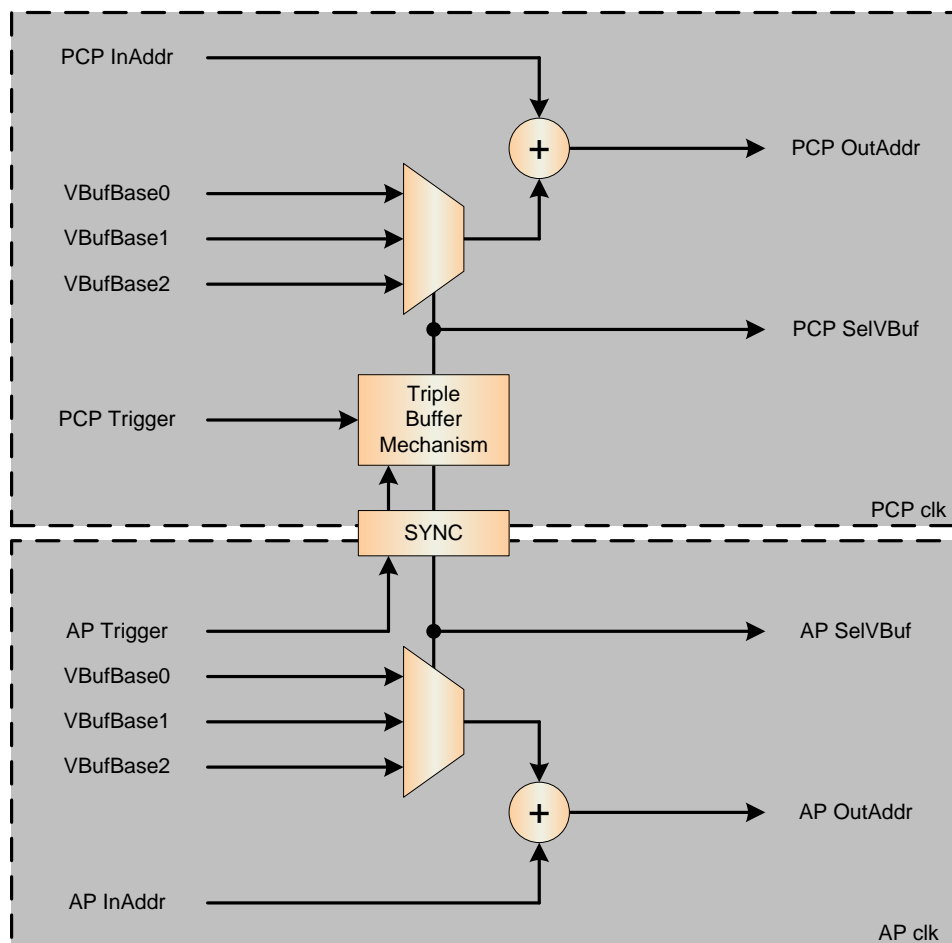 PCP InAddr
+
PCP OutAddr
VBufBase0
VBufBase1
VBufBase2
PCP SelVBuf
Triple
Buffer
Mechanism
PCP Trigger
PCP clk
SYNC
AP Trigger
AP SelVBuf
VBufBase0
VBufBase1
VBufBase2
+
AP OutAddr
AP InAddr
AP clk